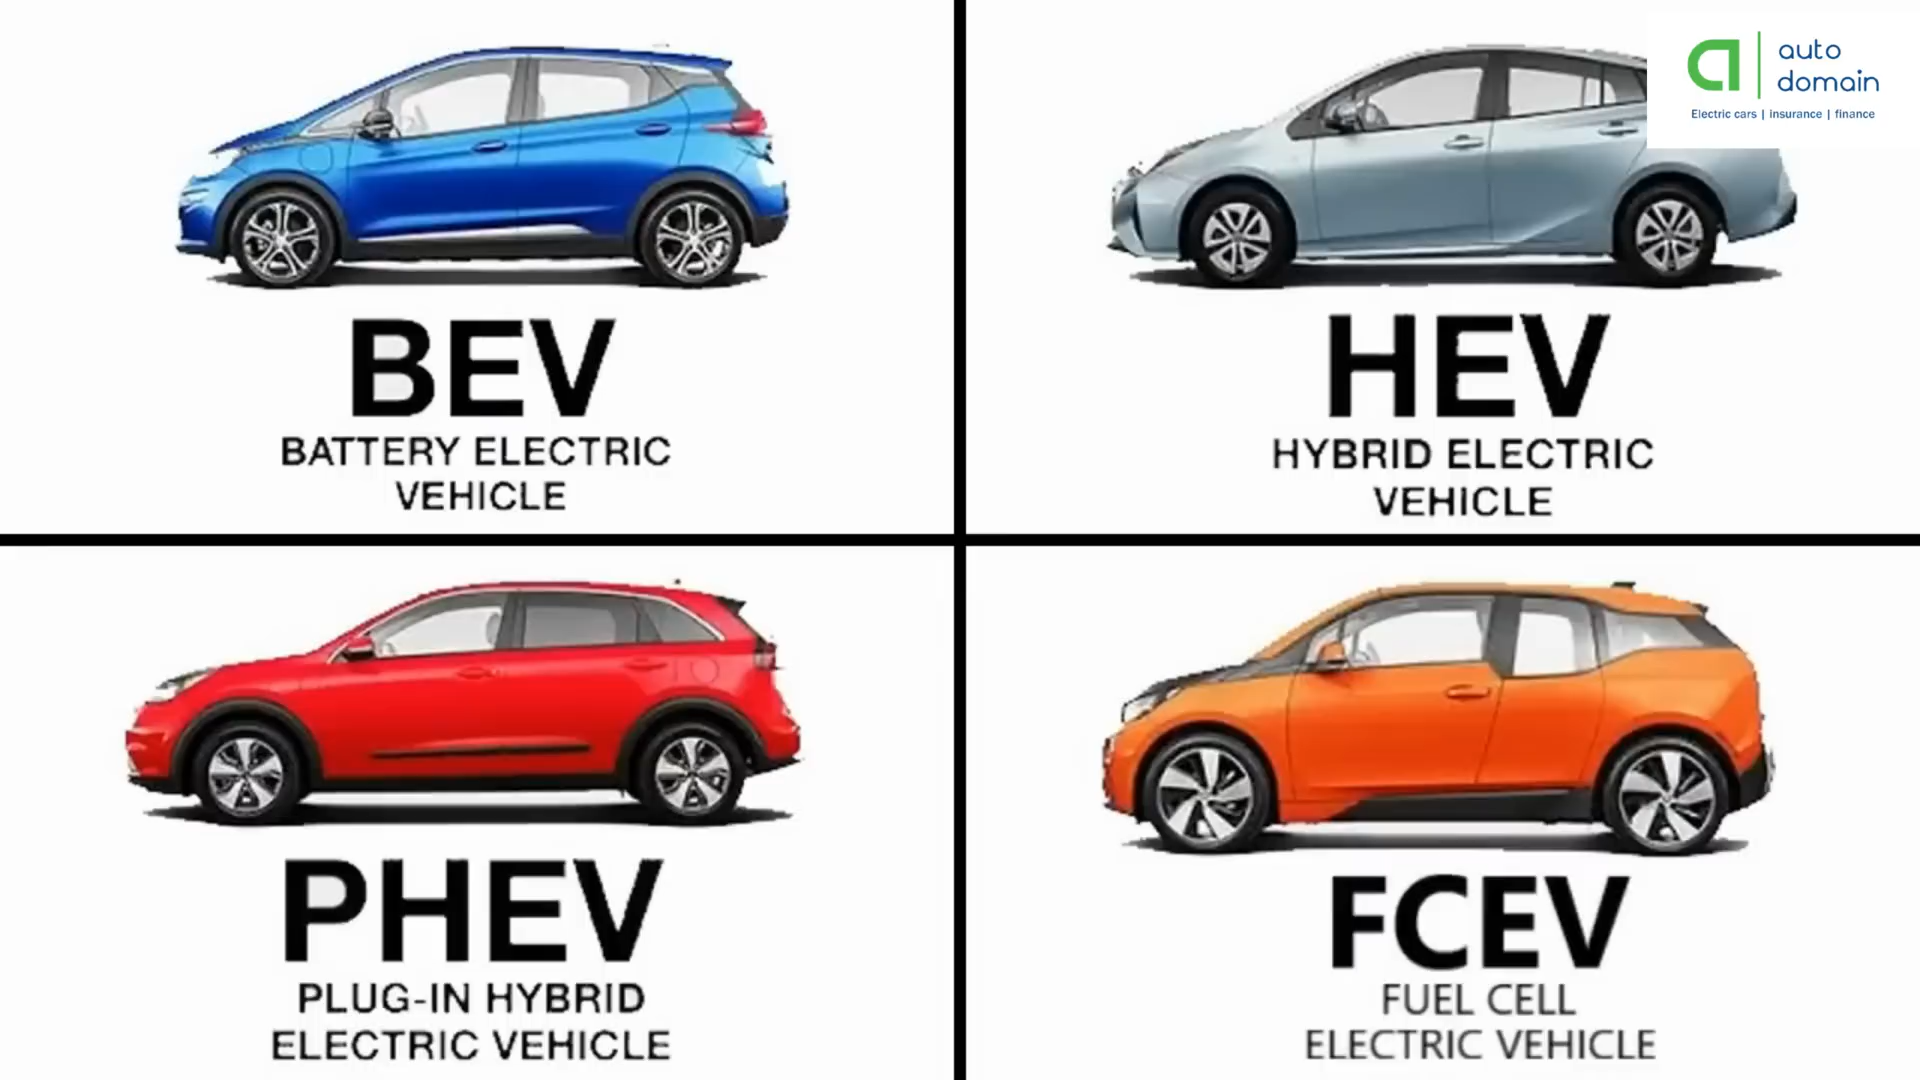 auto
domain
Electric cars | insurance | finance
BEV
BATTERY ELECTRIC
VEHICLE
HEV
HYBRID ELECTRIC
VEHICLE
PHEV
PLUG-IN HYBRID
ELECTRIC VEHICLE
FCEV
FUEL CELL
ELECTRIC VEHICLE